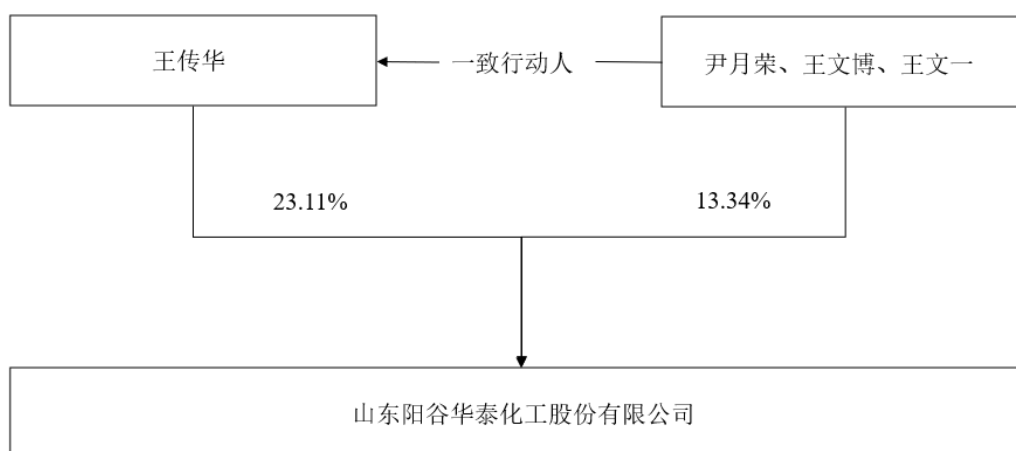 王传华
一致行动人
尹月荣、王文博、王文一
23.11%
13.34%
山东阳谷华泰化工股份有限公司